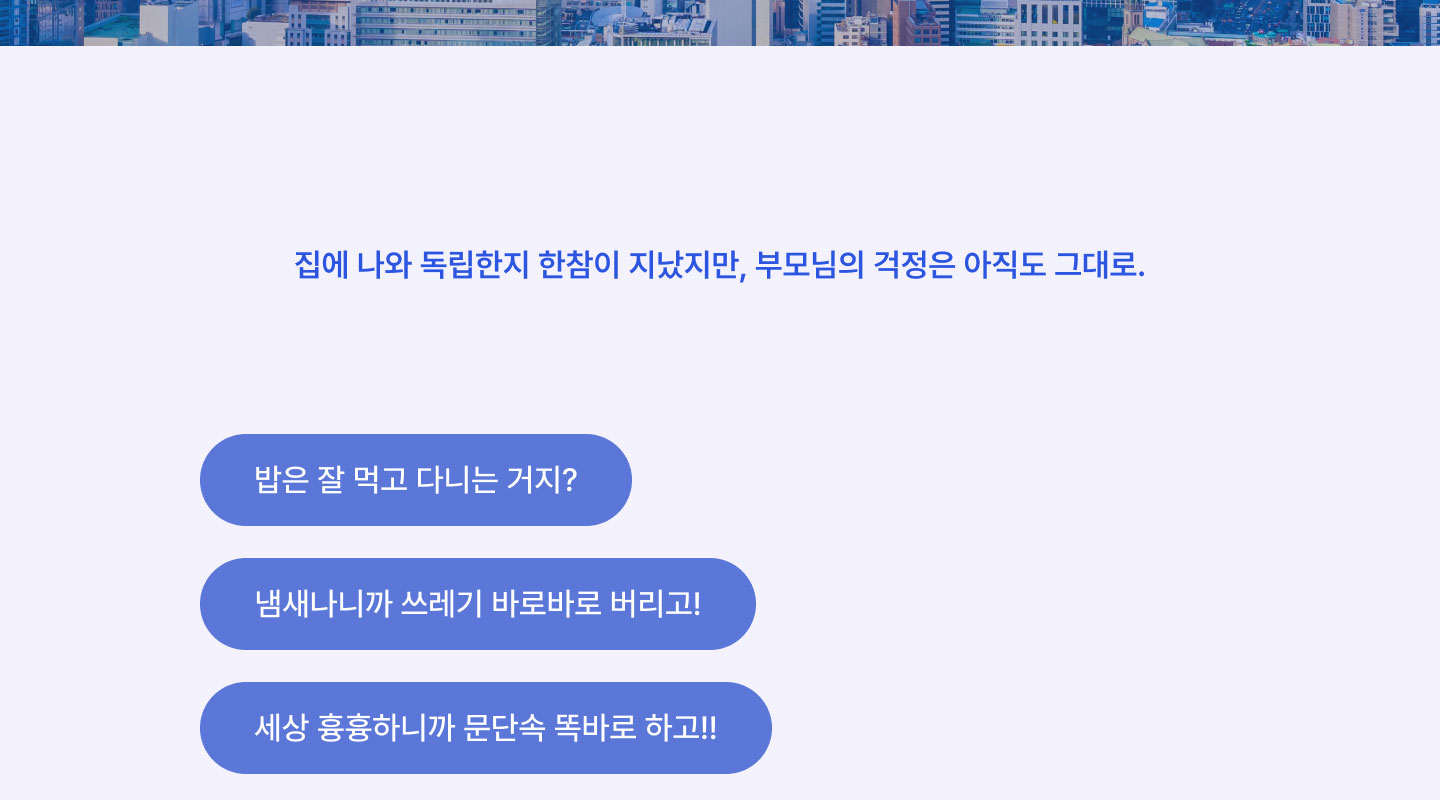 집에 나와 독립한지 한참이 지났지만, 부모님의 걱정은 아직도 그대로.
밥은 잘 먹고 다니는 거지?
냄새나니까 쓰레기 바로바로 버리고!
세상 흉흉하니까 문단속 똑바로 하고!!